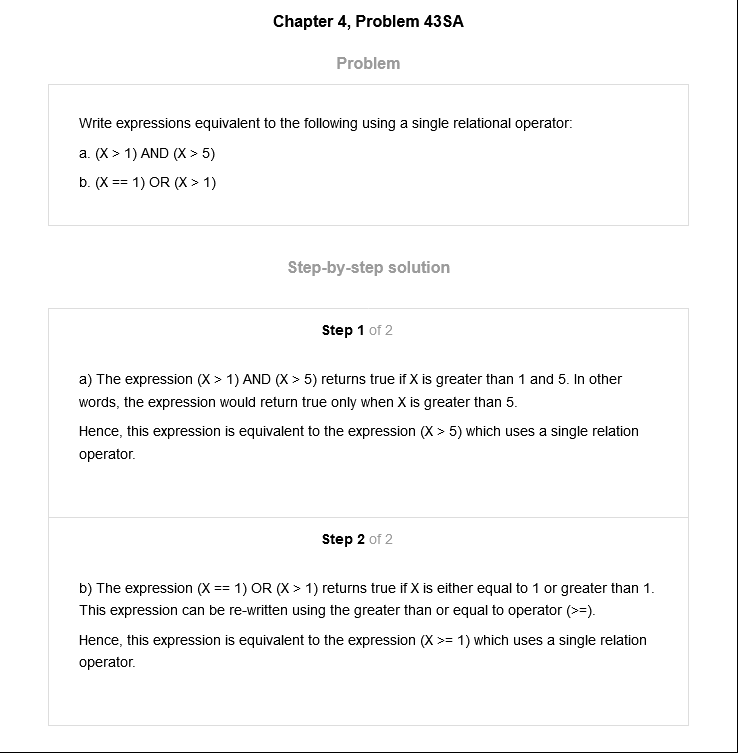 Chapter 4, Problem 43SA
Problem
Write expressions equivalent to the following using a single relational operator:
a. (X > 1) AND (X > 5)
b. (X == 1) OR (X > 1)
Step-by-step solution
Step 1 of 2
a) The expression (X > 1) AND (X > 5) returns true if X is greater than 1 and 5. In other
words, the expression would return true only when X is greater than 5.
Hence, this expression is equivalent to the expression (X > 5) which uses a single relation
operator.
Step 2 of 2
b) The expression (X == 1) OR (X > 1) returns true if X is either equal to 1 or greater than 1.
This expression can be re-written using the greater than or equal to operator (>=).
Hence, this expression is equivalent to the expression (X >= 1) which uses a single relation
operator.